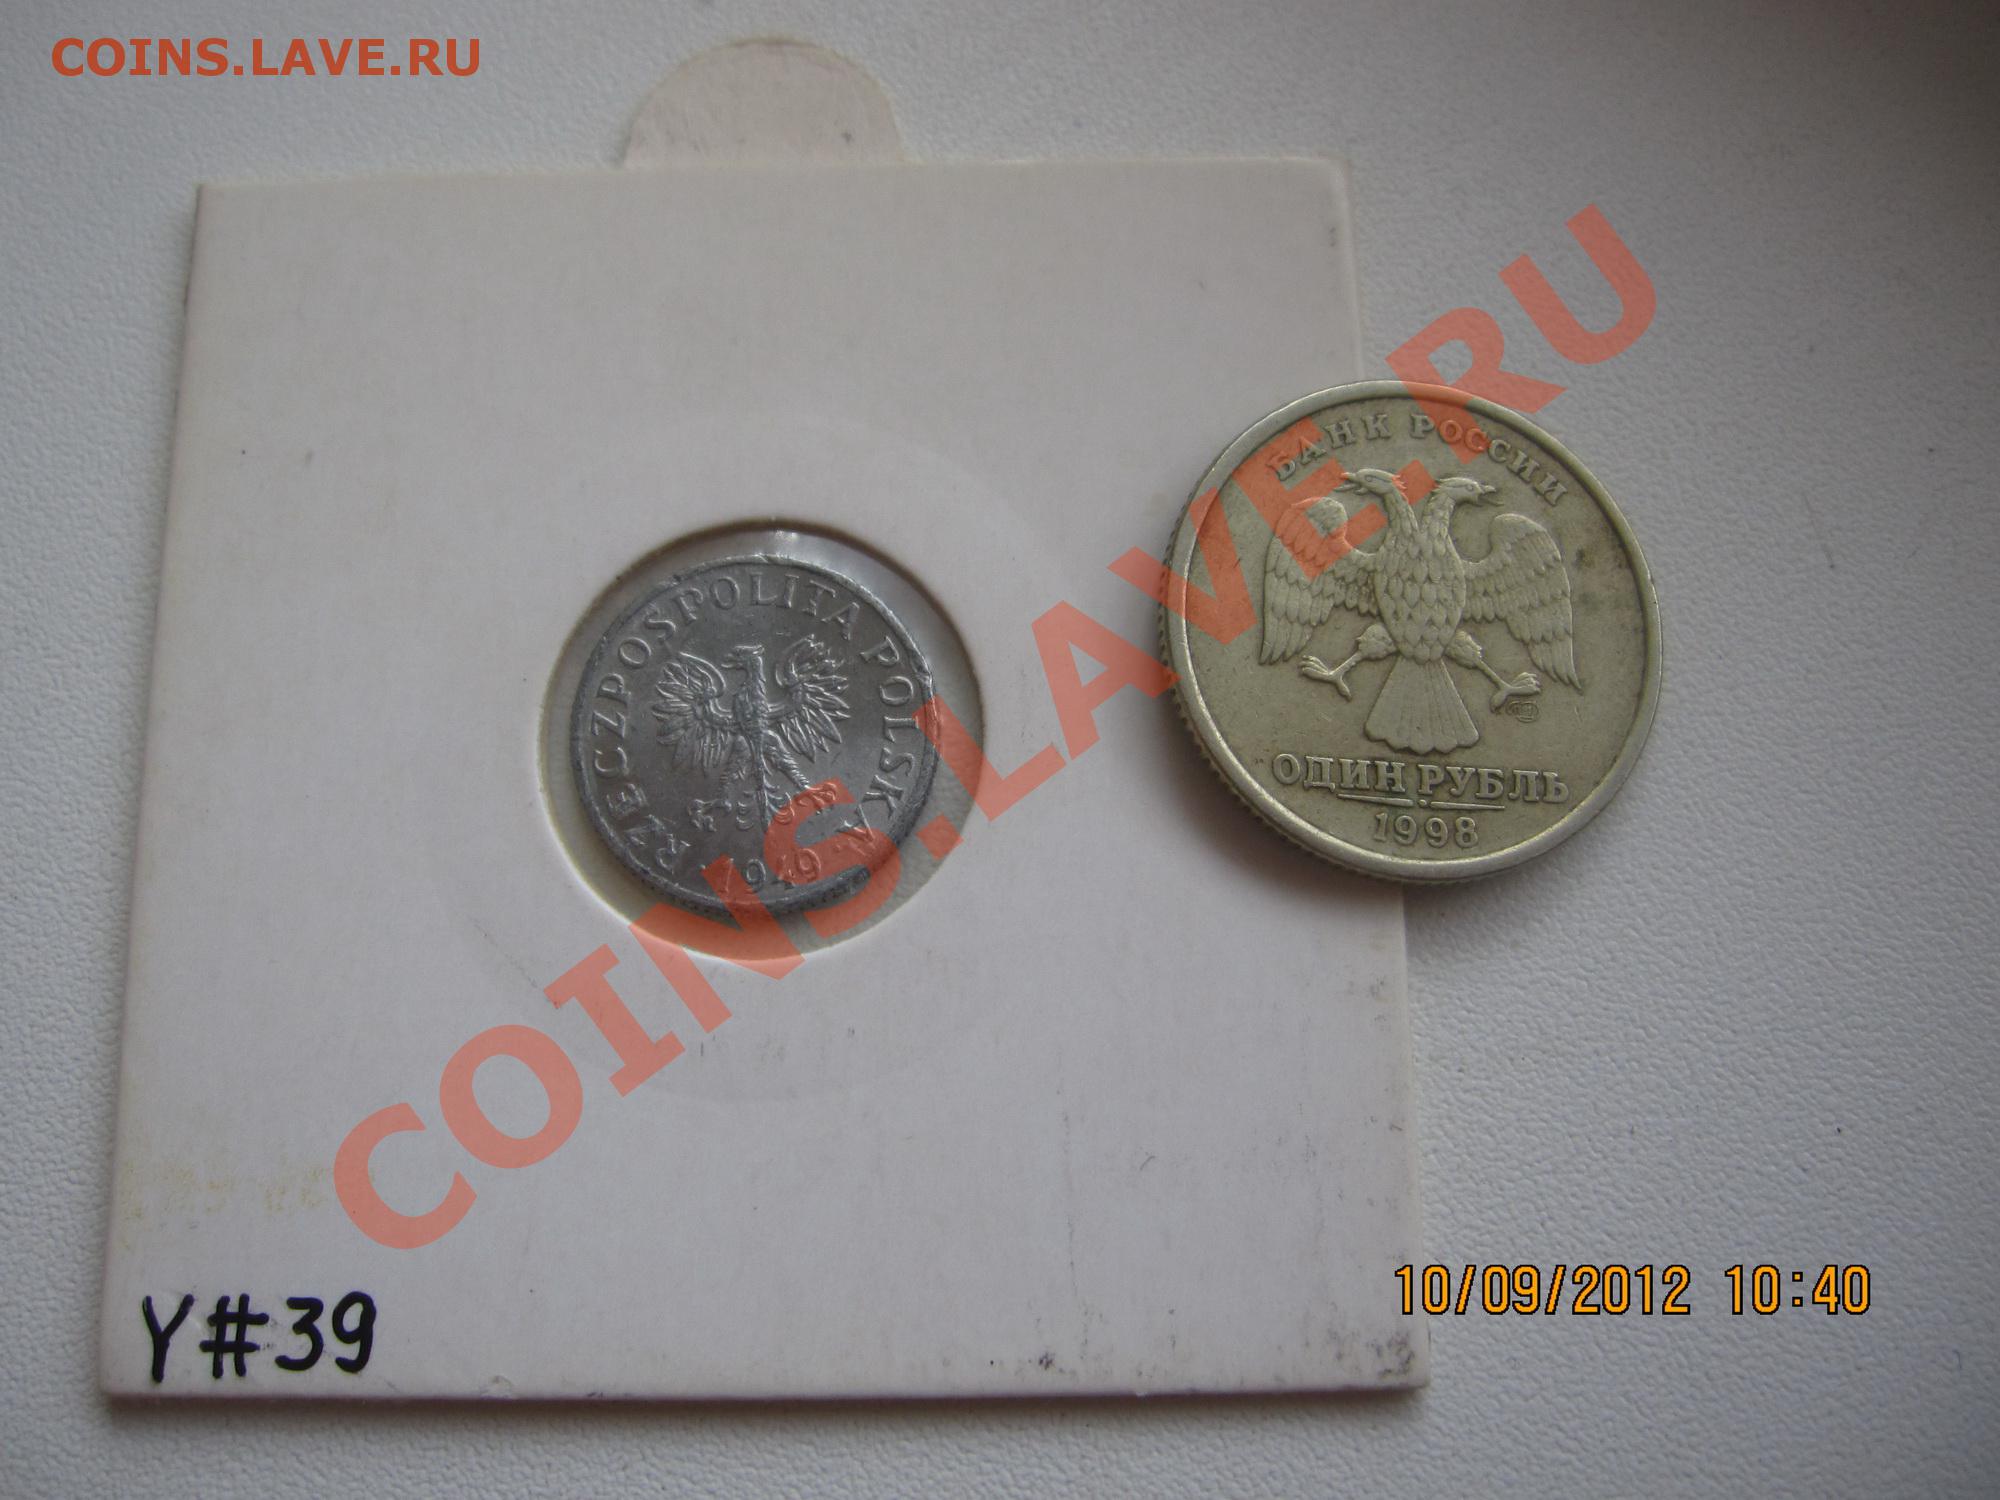 COINS.LAVE.RU
RZECZPOSPOLITA POLSKA
1949
БАНК РОССИИ
ОДИН РУБЛЬ
1998
COINS.LAVE.RU
10/09/2012 10:40
Y#39